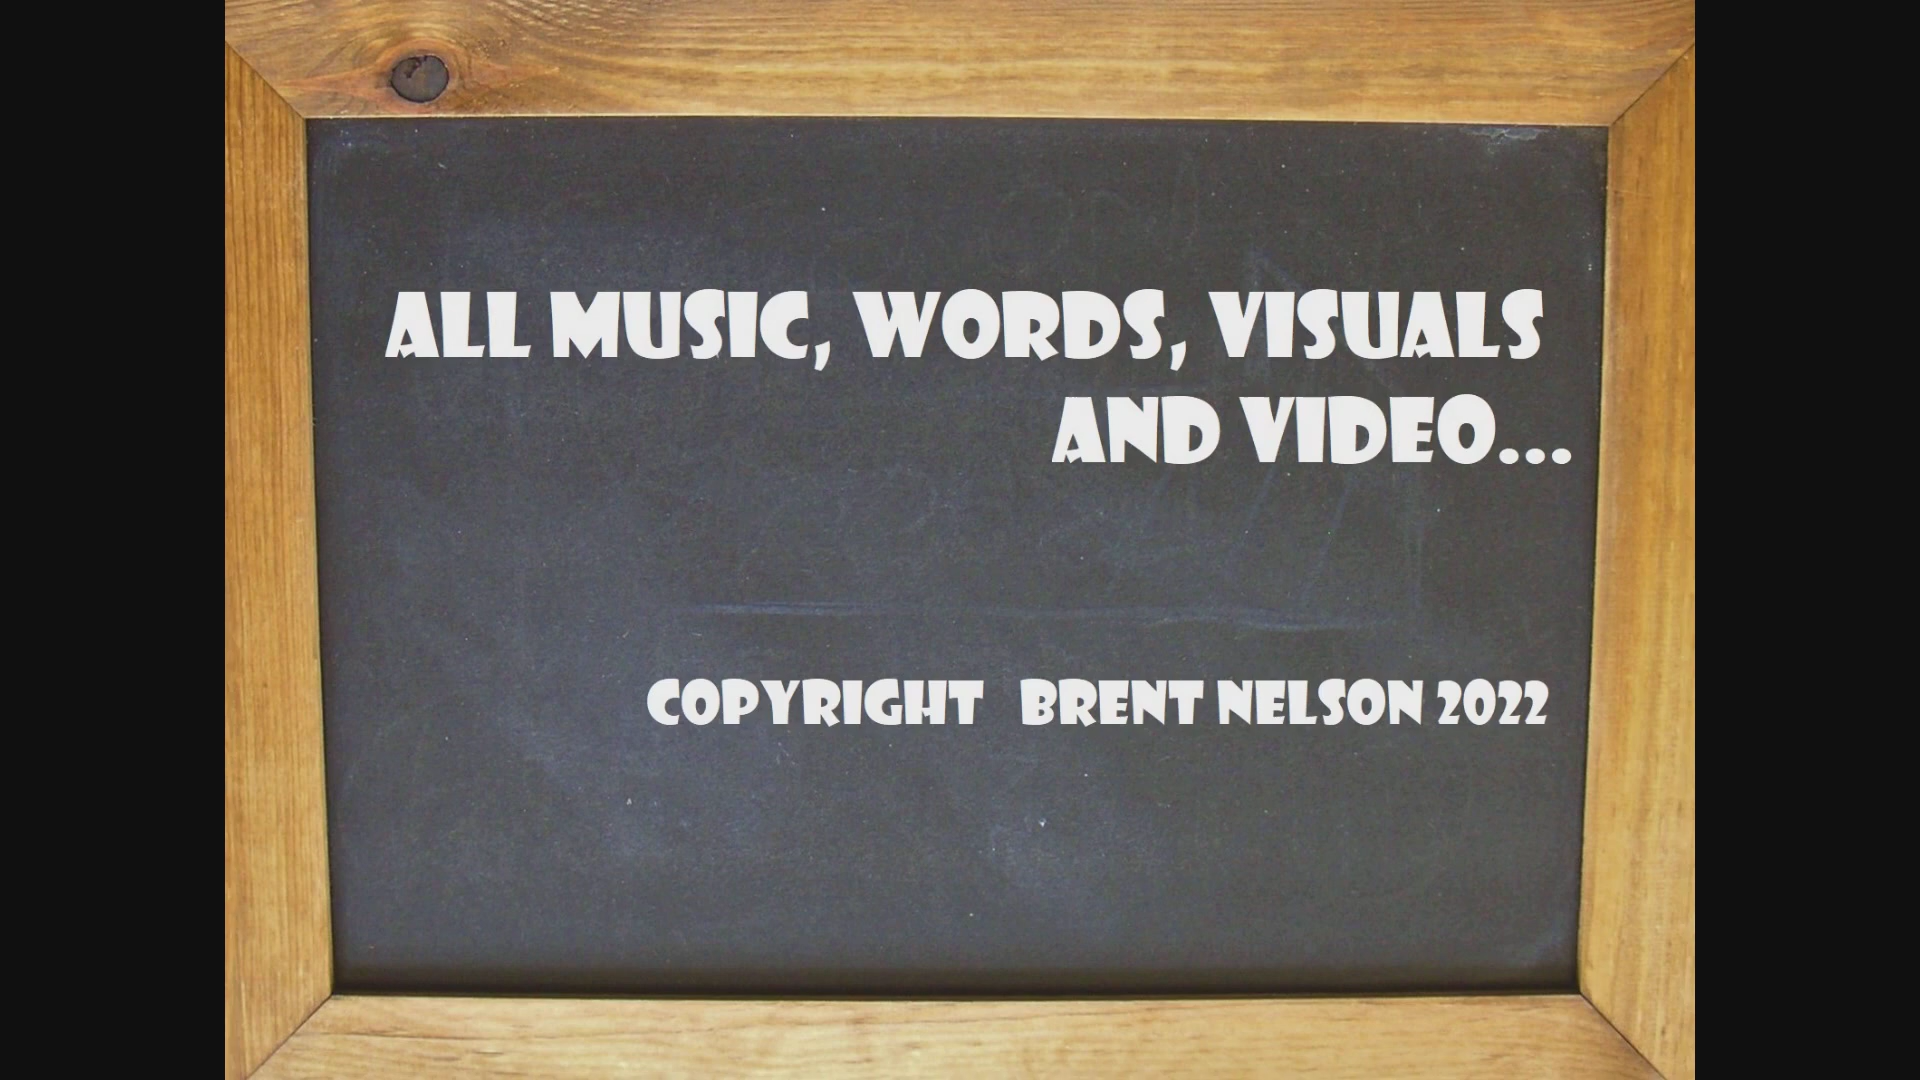 ALL MUSIC, WORDS, VISUALS
AND VIDEO...
COPYRIGHT BRENT NELSON 2022